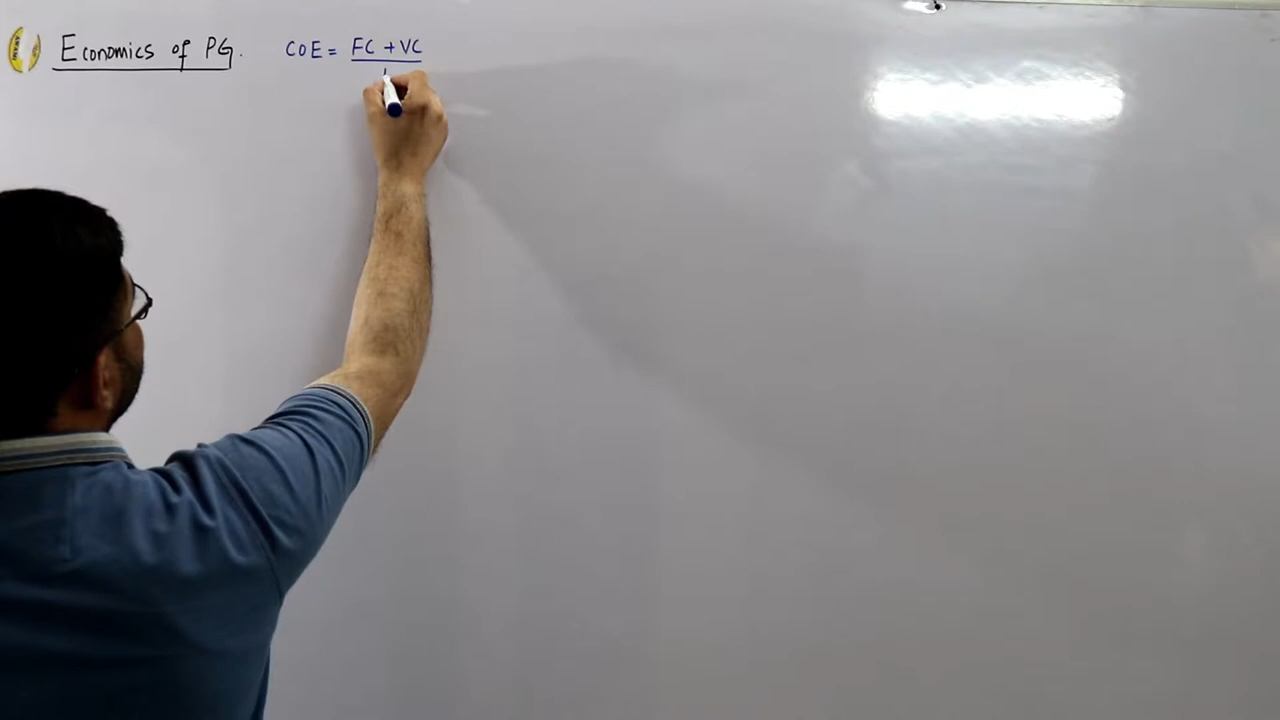 Economics of PG. COE = FC + VC